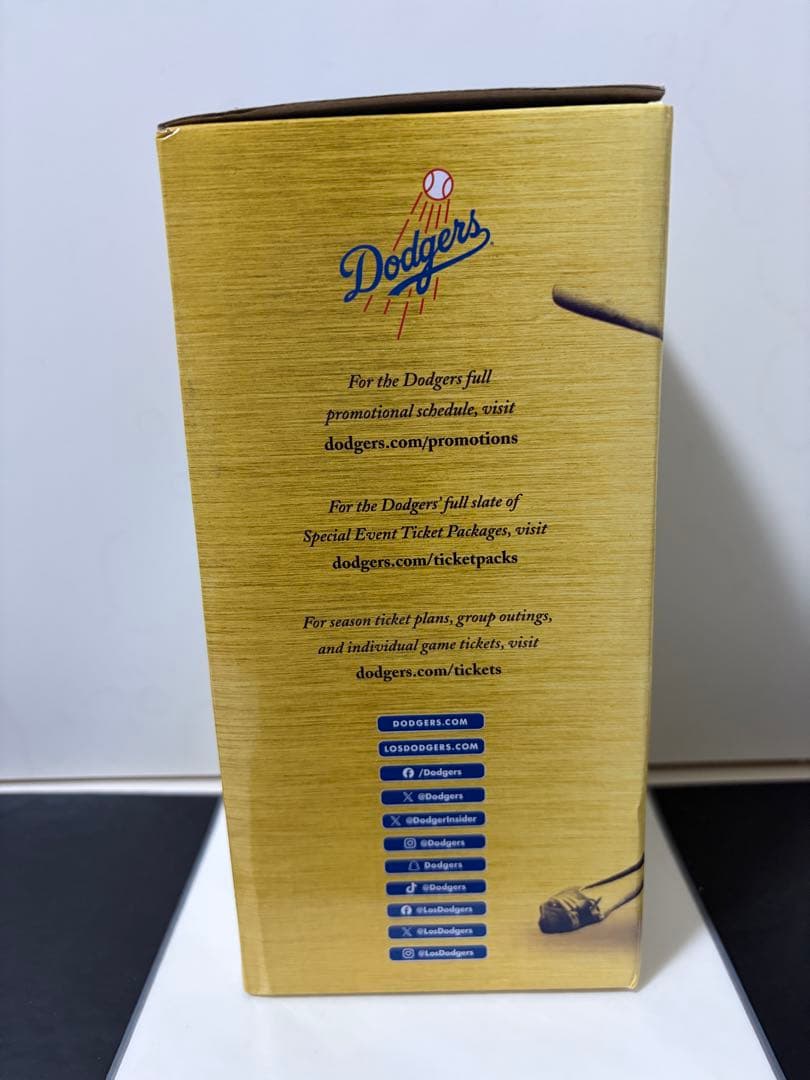 Dodgers
For the Dodgers full
promotional schedule, visit
dodgers.com/promotions
For the Dodgers' full slate of
Special Event Ticket Packages, visit
dodgers.com/ticketpacks
For season ticket plans, group outings,
and individual game tickets, visit
dodgers.com/tickets
DODGERS.COM
LOSDODGERS.COM
/Dodgers
@Dodgers
@DodgerInsider
@Dodgers
Dodgers
@Dodgers
@LosDodgers
@LosDodgers
@LosDodgers